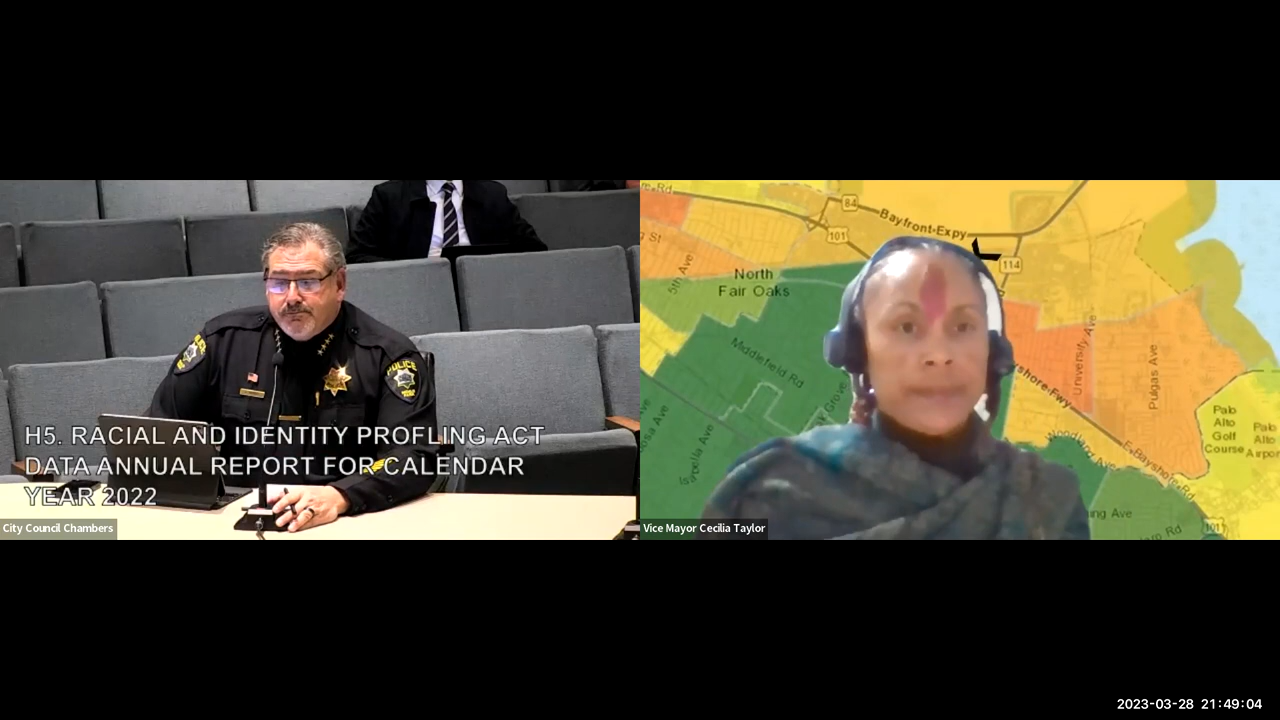 H5. RACIAL AND IDENTITY PROFLING ACT
DATA ANNUAL REPORT FOR CALENDAR
YEAR 2022
City Council Chambers
POLICE
84
Bayfront-Expy
101
114
5th Ave
North
Fair Oaks
Middlefield Rd
University Ave
Pulgas Ave
Palo
Alto
Golf
Course
Palo
Alto
Airport
E-Bayshore-Rd
101
Vice Mayor Cecilia Taylor
2023-03-28 21:49:04